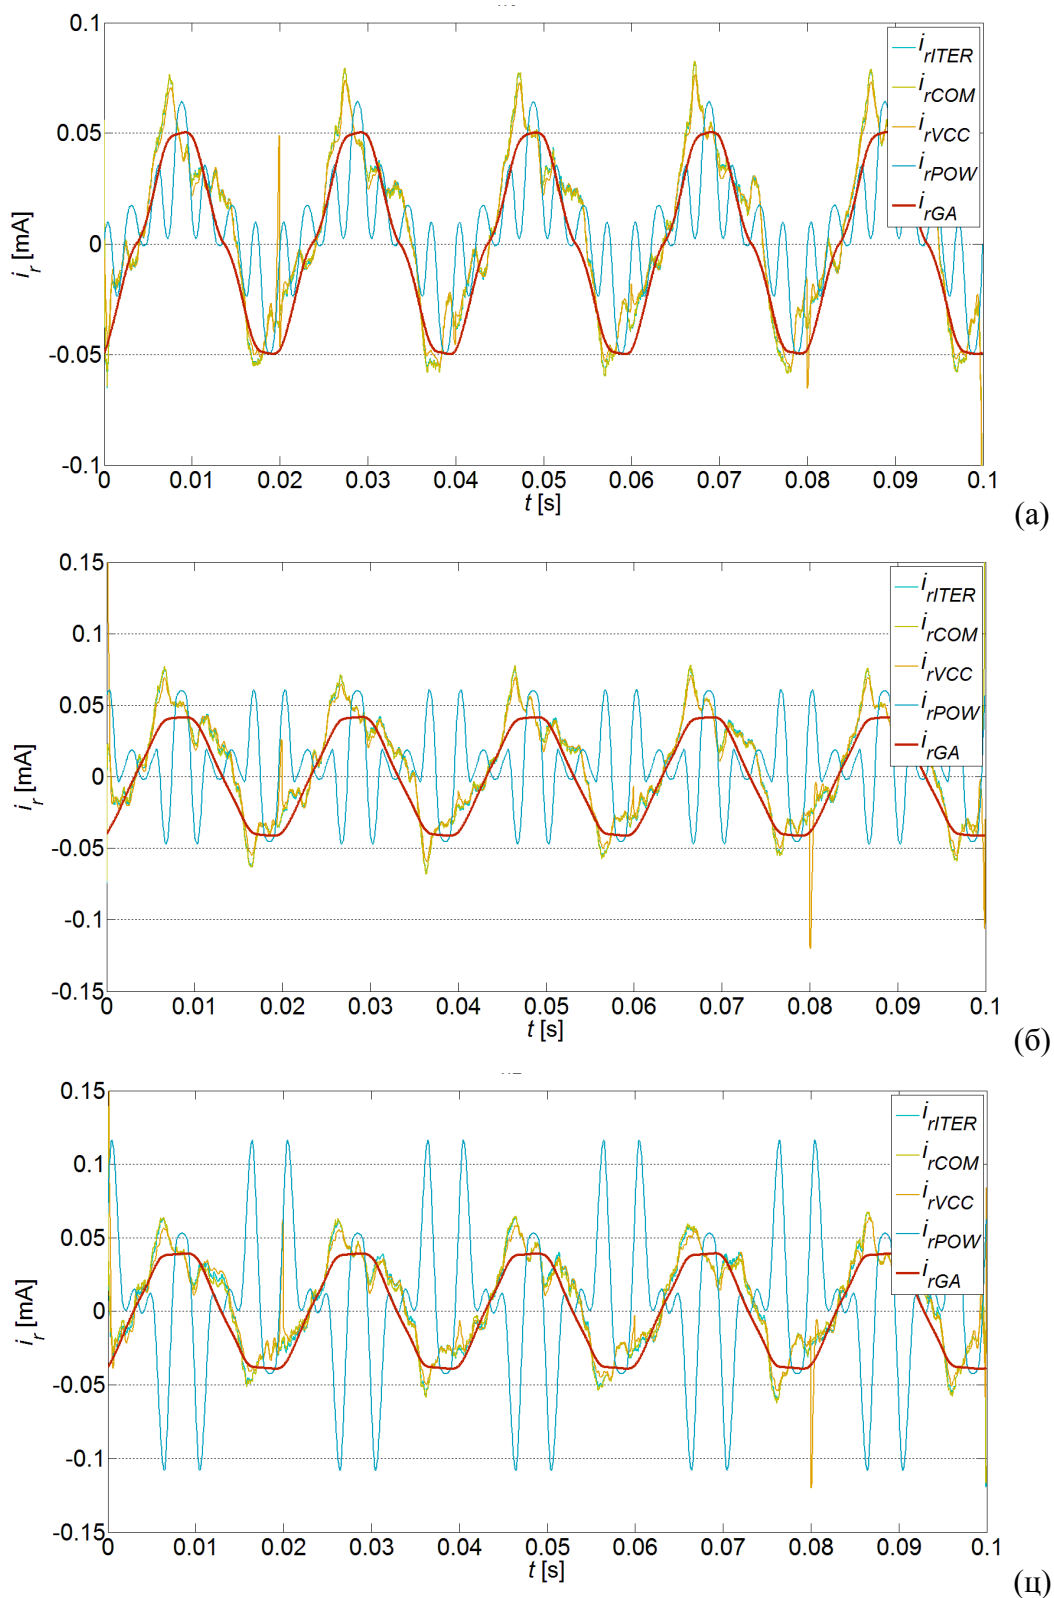 0.1
0.05
0
-0.05
-0.1
i_r [mA]
0 0.01 0.02 0.03 0.04 0.05 0.06 0.07 0.08 0.09 0.1
t [s]
i_rITER
i_rCOM
i_rVCC
i_rPOW
i_rGA
(а)
0.15
0.1
0.05
0
-0.05
-0.1
-0.15
i_r [mA]
0 0.01 0.02 0.03 0.04 0.05 0.06 0.07 0.08 0.09 0.1
t [s]
i_rITER
i_rCOM
i_rVCC
i_rPOW
i_rGA
(б)
0.15
0.1
0.05
0
-0.05
-0.1
-0.15
i_r [mA]
0 0.01 0.02 0.03 0.04 0.05 0.06 0.07 0.08 0.09 0.1
t [s]
i_rITER
i_rCOM
i_rVCC
i_rPOW
i_rGA
(ц)